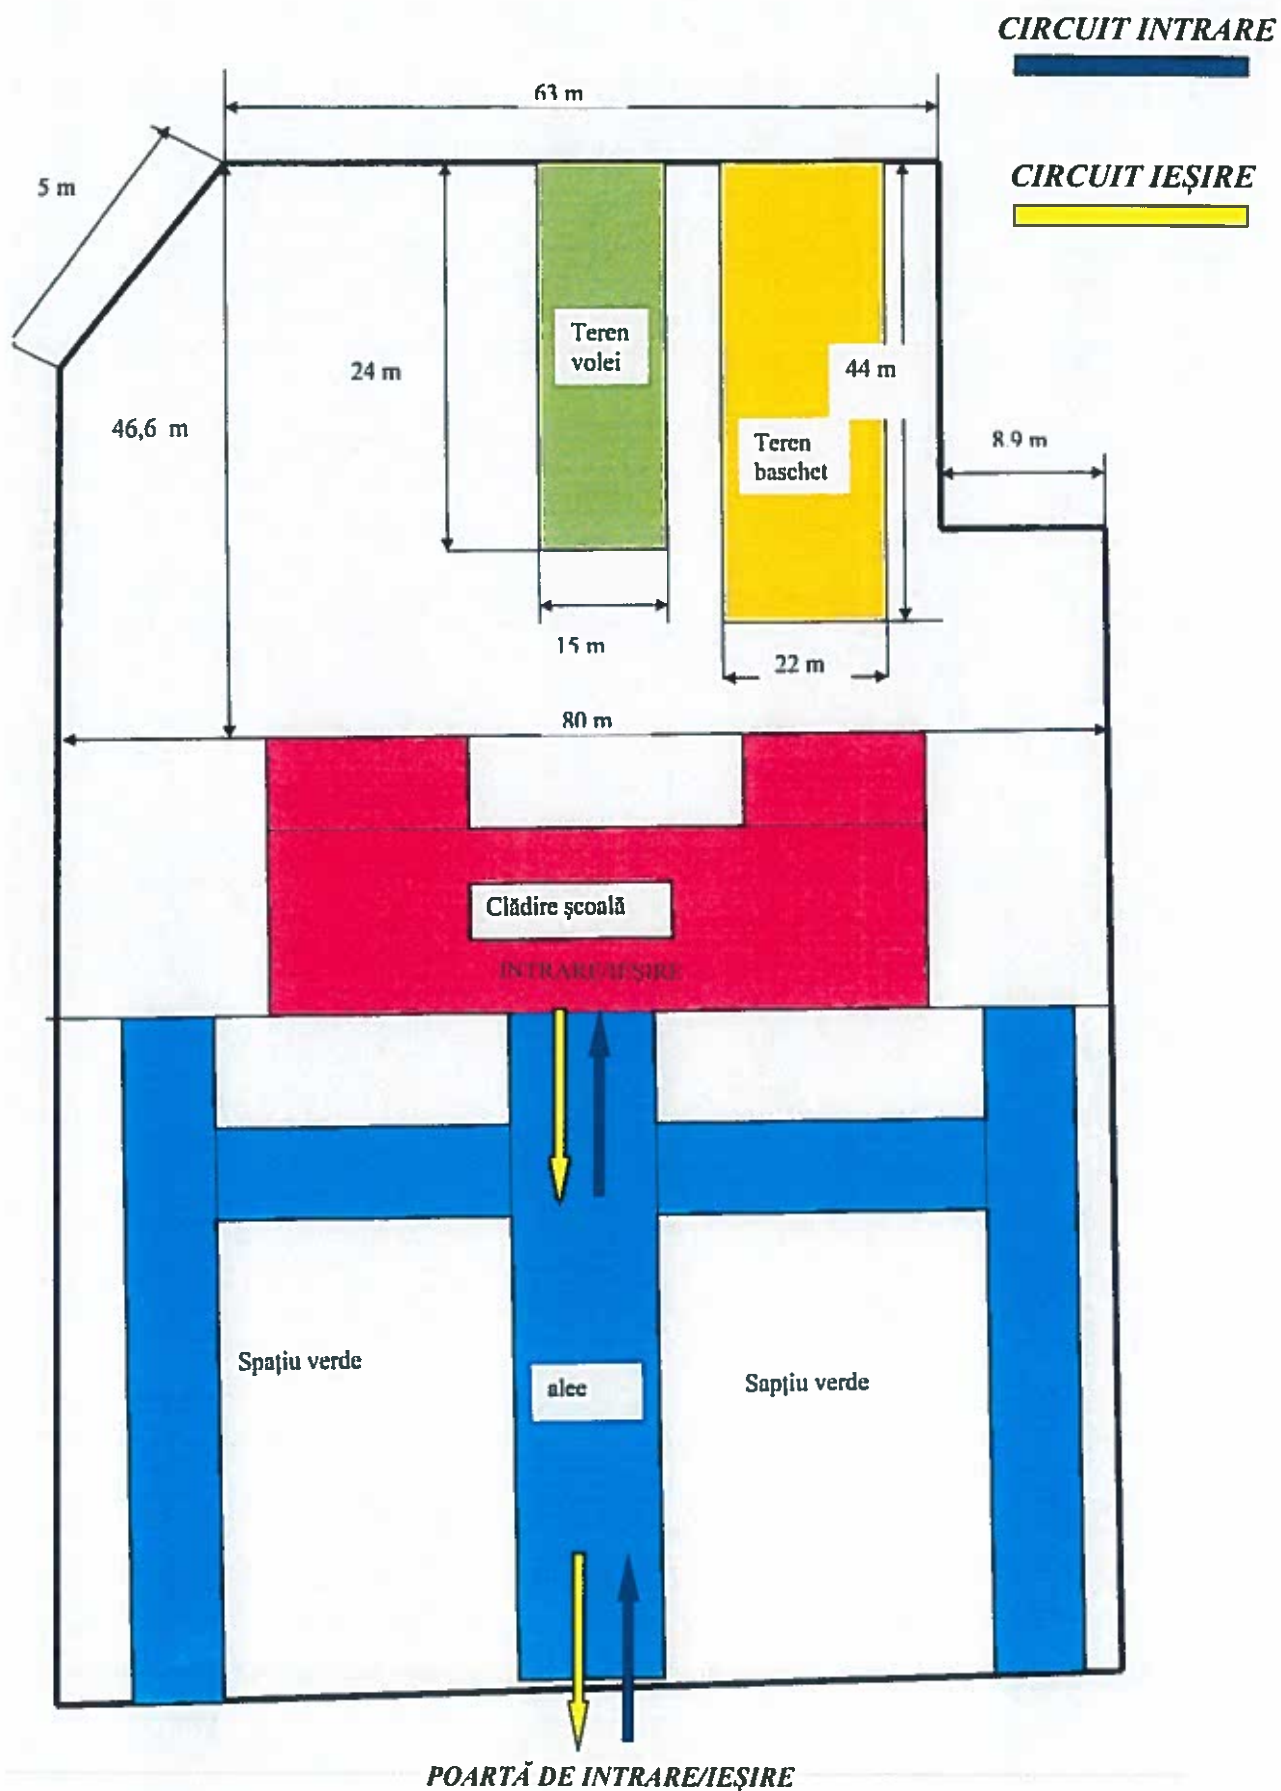 CIRCUIT INTRARE
63 m
5 m
CIRCUIT IEȘIRE
Teren
volei
24 m
44 m
46,6 m
Teren
baschet
8.9 m
15 m
22 m
80 m
Clădire școală
INTRARE/IEȘIRE
Spațiu verde
alee
Sapțiu verde
POARTĂ DE INTRARE/IEȘIRE